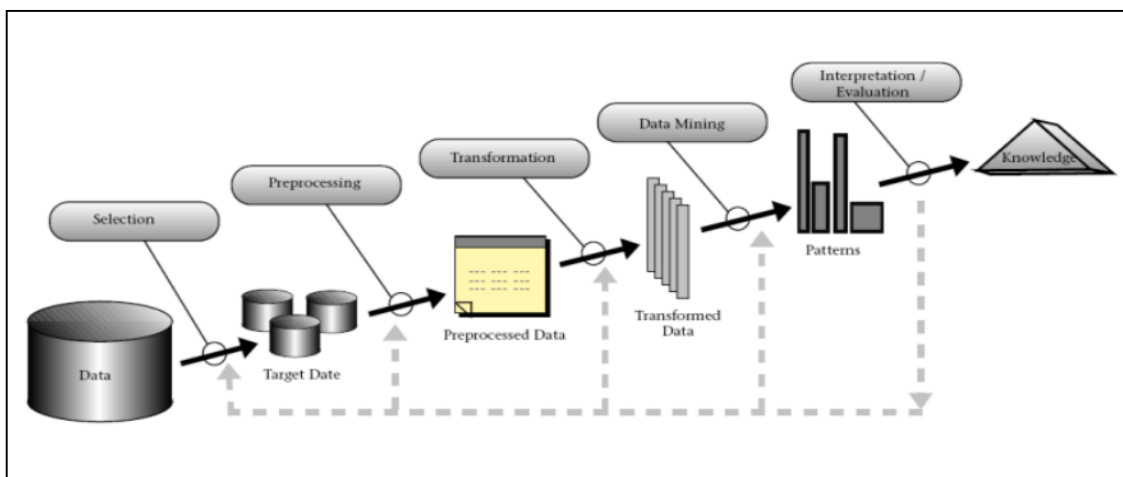 Interpretation /
Evaluation
Data Mining
Transformation
Preprocessing
Selection
Knowledge
Patterns
Transformed
Data
Preprocessed Data
Target Date
Data